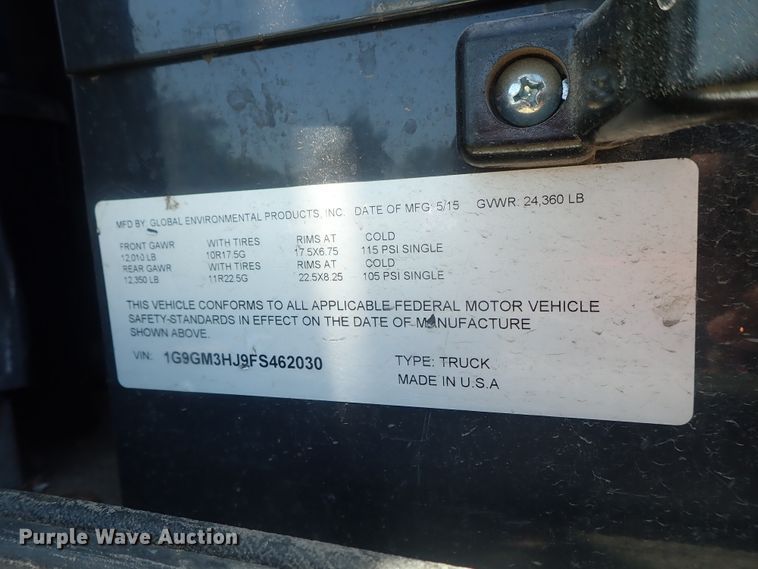 MFD BY: GLOBAL ENVIRONMENTAL PRODUCTS, INC. DATE OF MFG: 5/15 GVWR: 24,360 LB
FRONT GAWR WITH TIRES RIMS AT COLD
12,010 LB 10R17.5G 17.5X6.75 115 PSI SINGLE
REAR GAWR WITH TIRES RIMS AT COLD
12,350 LB 11R22.5G 22.5X8.25 105 PSI SINGLE
THIS VEHICLE CONFORMS TO ALL APPLICABLE FEDERAL MOTOR VEHICLE
SAFETY-STANDARDS IN EFFECT ON THE DATE OF MANUFACTURE
SHOWN ABOVE.
VIN: 1G9GM3HJ9FS462030 TYPE: TRUCK
MADE IN U.S.A
Purple Wave Auction